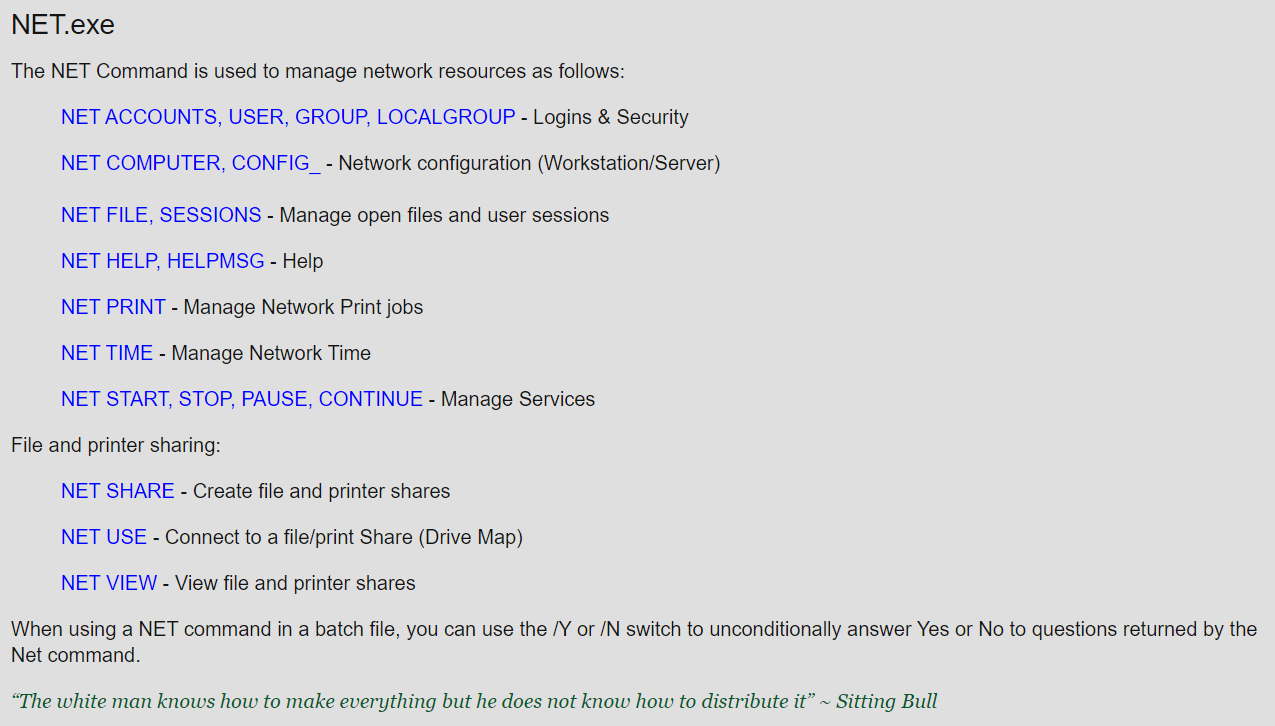 NET.exe
The NET Command is used to manage network resources as follows:
NET ACCOUNTS, USER, GROUP, LOCALGROUP - Logins & Security
NET COMPUTER, CONFIG_ - Network configuration (Workstation/Server)
NET FILE, SESSIONS - Manage open files and user sessions
NET HELP, HELPMSG - Help
NET PRINT - Manage Network Print jobs
NET TIME - Manage Network Time
NET START, STOP, PAUSE, CONTINUE - Manage Services
File and printer sharing:
NET SHARE - Create file and printer shares
NET USE - Connect to a file/print Share (Drive Map)
NET VIEW - View file and printer shares
When using a NET command in a batch file, you can use the /Y or /N switch to unconditionally answer Yes or No to questions returned by the
Net command.
“The white man knows how to make everything but he does not know how to distribute it” ~ Sitting Bull